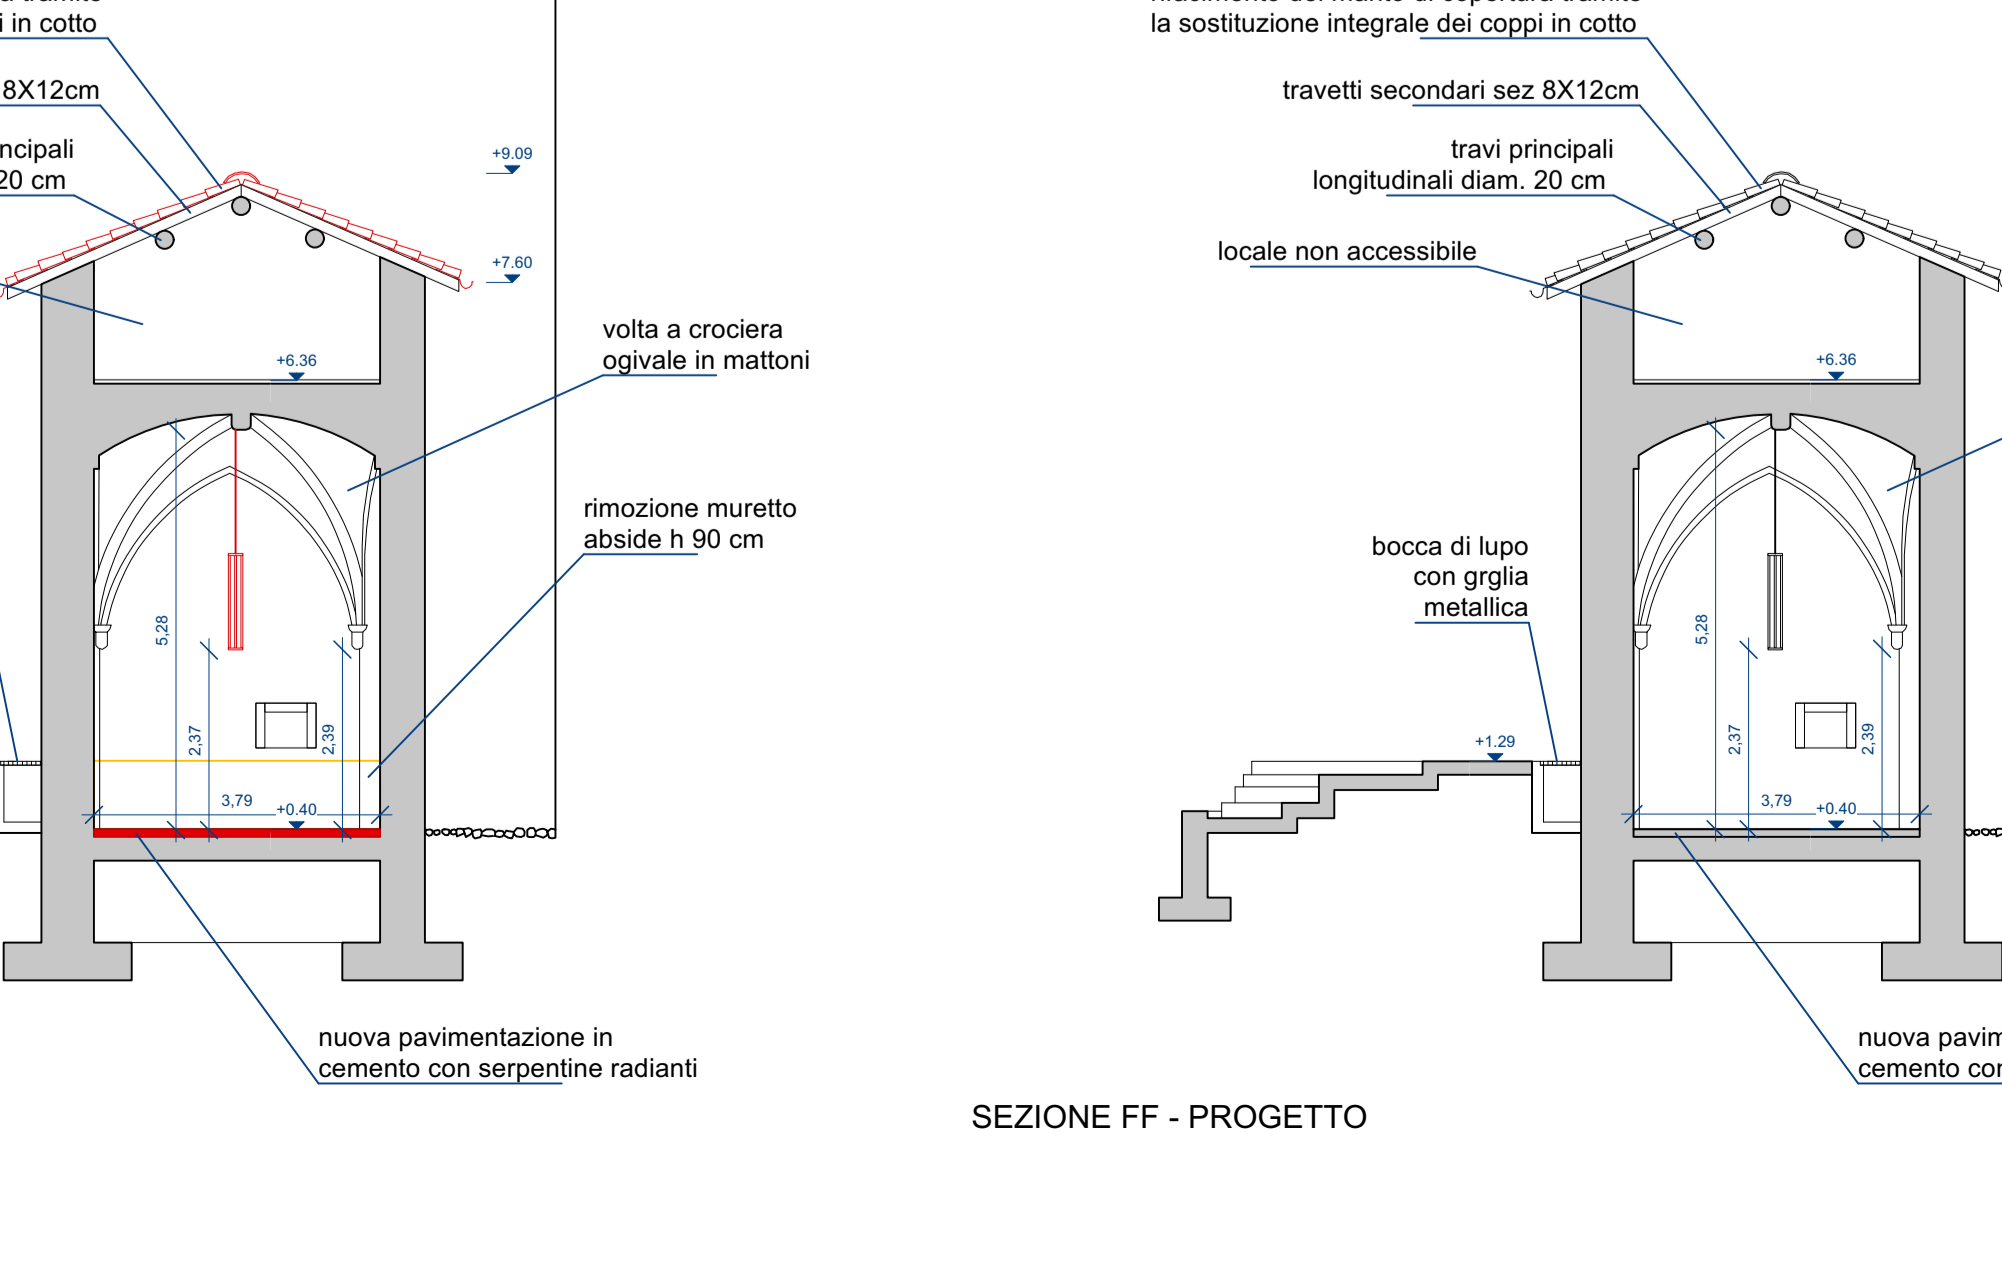 i in cotto
8X12cm
ncipali
20 cm
+9.09
+7.60
+6.36
volta a crociera
ogivale in mattoni
rimozione muretto
abside h 90 cm
5,28
2,37
2,39
3,79
+0.40
nuova pavimentazione in
cemento con serpentine radianti
la sostituzione integrale dei coppi in cotto
travetti secondari sez 8X12cm
travi principali
longitudinali diam. 20 cm
locale non accessibile
+6.36
bocca di lupo
con grglia
metallica
5,28
2,37
2,39
+1.29
3,79
+0.40
nuova pavim
cemento con
SEZIONE FF - PROGETTO